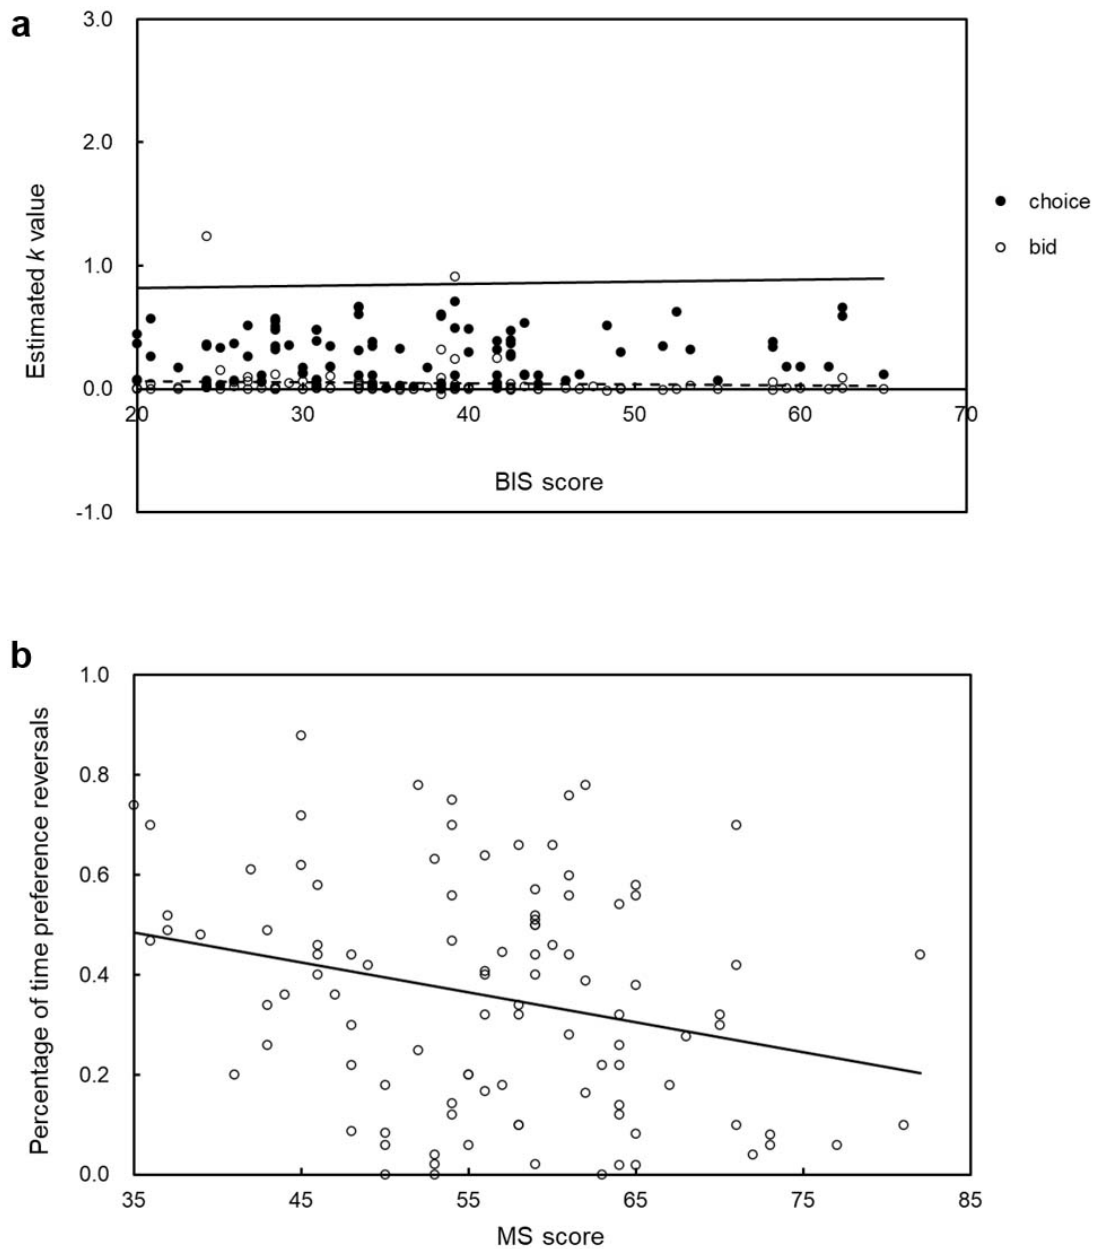 a
3.0
2.0
1.0
0.0
-1.0
Estimated k value
20 30 40 50 60 70
BIS score
choice
bid
b
1.0
0.8
0.6
0.4
0.2
0.0
Percentage of time preference reversals
35 45 55 65 75 85
MS score